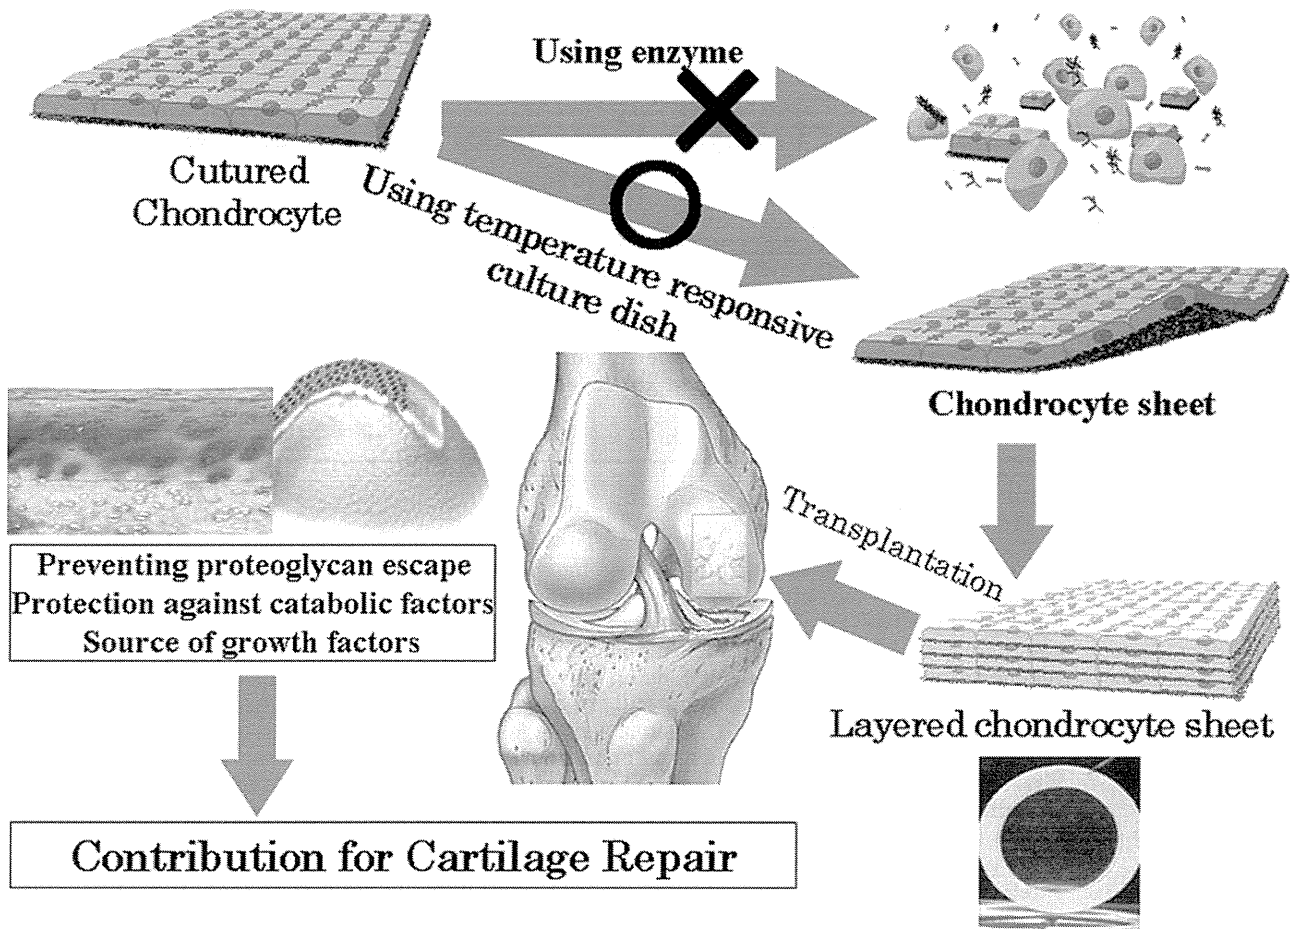 Using enzyme
Cutured
Chondrocyte
Using temperature responsive
culture dish
Chondrocyte sheet
Transplantation
Layered chondrocyte sheet
Preventing proteoglycan escape
Protection against catabolic factors
Source of growth factors
Contribution for Cartilage Repair